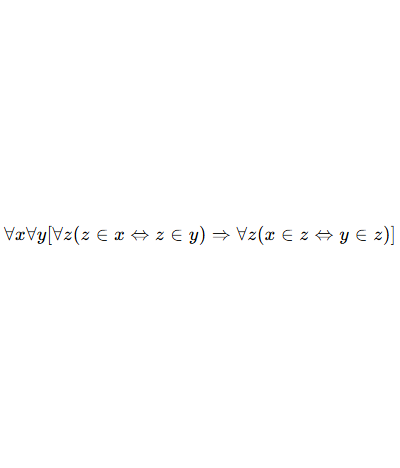 ∀x∀y[∀z(z ∈ x ⇔ z ∈ y) ⇒ ∀z(x ∈ z ⇔ y ∈ z)]